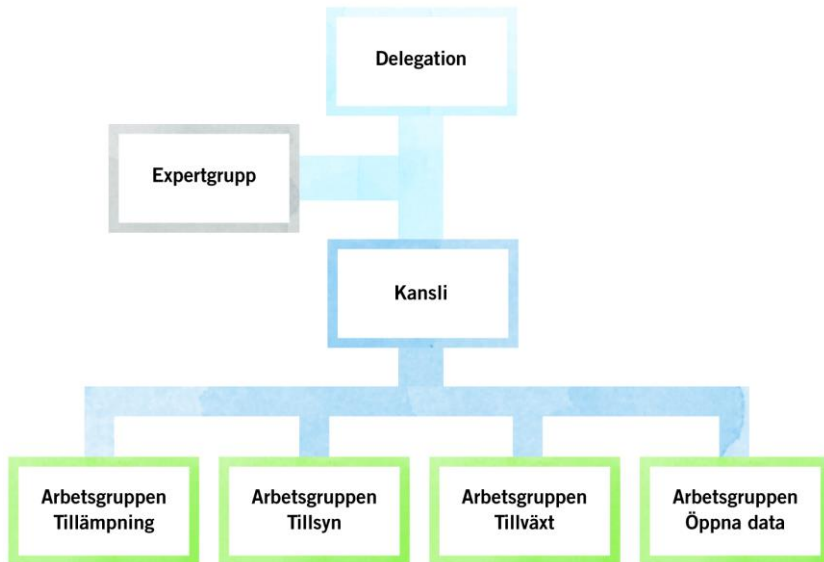 Delegation
Expertgrupp
Kansli
Arbetsgruppen
Tillämpning
Arbetsgruppen
Tillsyn
Arbetsgruppen
Tillväxt
Arbetsgruppen
Öppna data